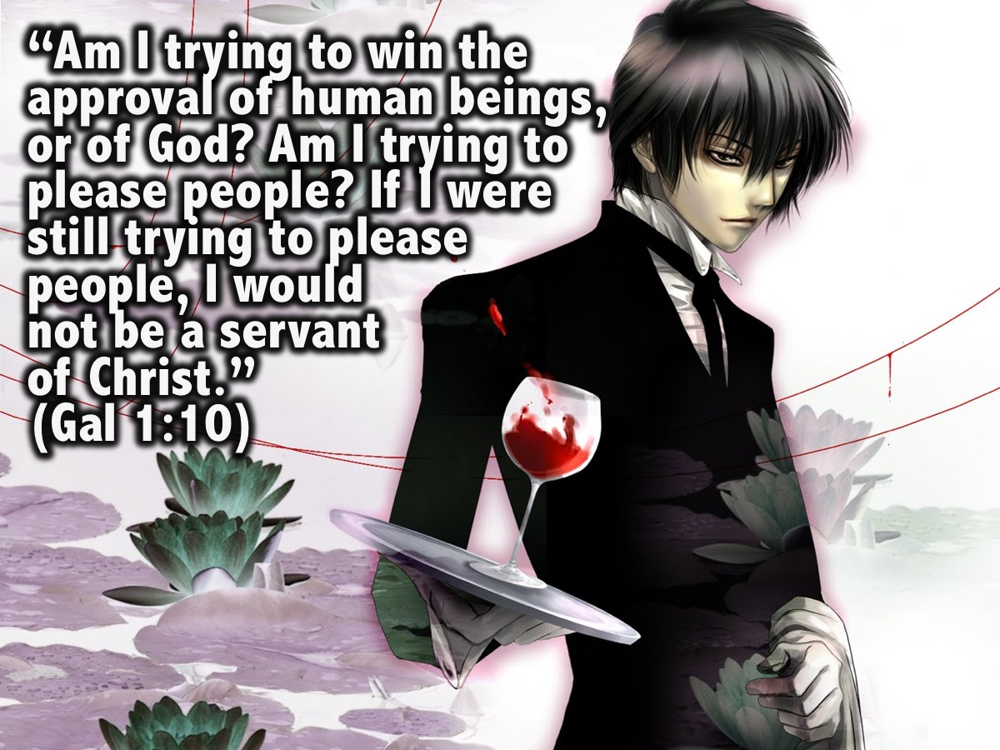 “Am I trying to win the
approval of human beings,
or of God? Am I trying to
please people? If I were
still trying to please
people, I would
not be a servant
of Christ.”
(Gal 1:10)